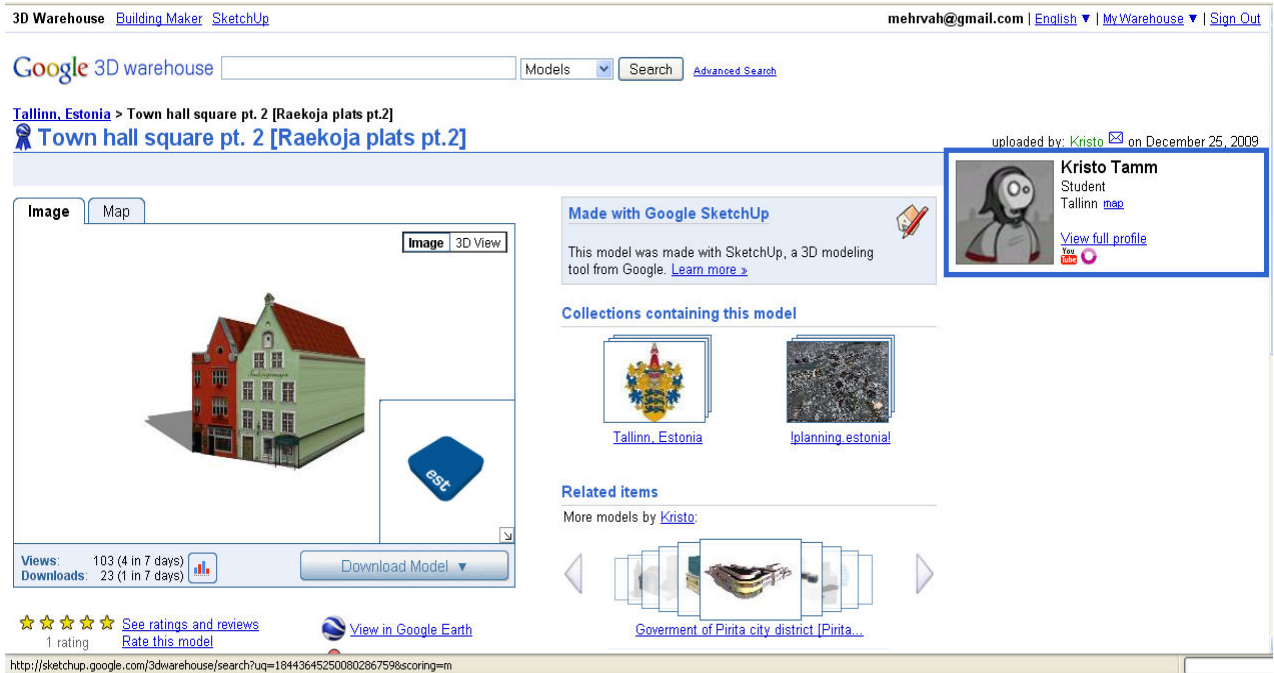 3D Warehouse Building Maker SketchUp
mehrvah@gmail.com | English ▼ | My Warehouse ▼ | Sign Out
Google 3D warehouse
Models
Search
Advanced Search
Tallinn, Estonia > Town hall square pt. 2 [Raekoja plats pt.2]
Town hall square pt. 2 [Raekoja plats pt.2]
uploaded by: Kristo on December 25, 2009
Kristo Tamm
Student
Tallinn map
View full profile
You Tube
Image
Map
Image 3D View
est
Views: 103 (4 in 7 days)
Downloads: 23 (1 in 7 days)
Download Model ▼
See ratings and reviews
1 rating
Rate this model
View in Google Earth
Made with Google SketchUp
This model was made with SketchUp, a 3D modeling
tool from Google. Learn more »
Collections containing this model
Tallinn, Estonia
!planning.estonia!
Related items
More models by Kristo:
Goverment of Pirita city district [Pirita...
http://sketchup.google.com/3dwarehouse/search?uq=18443645250080286759&scoring=m